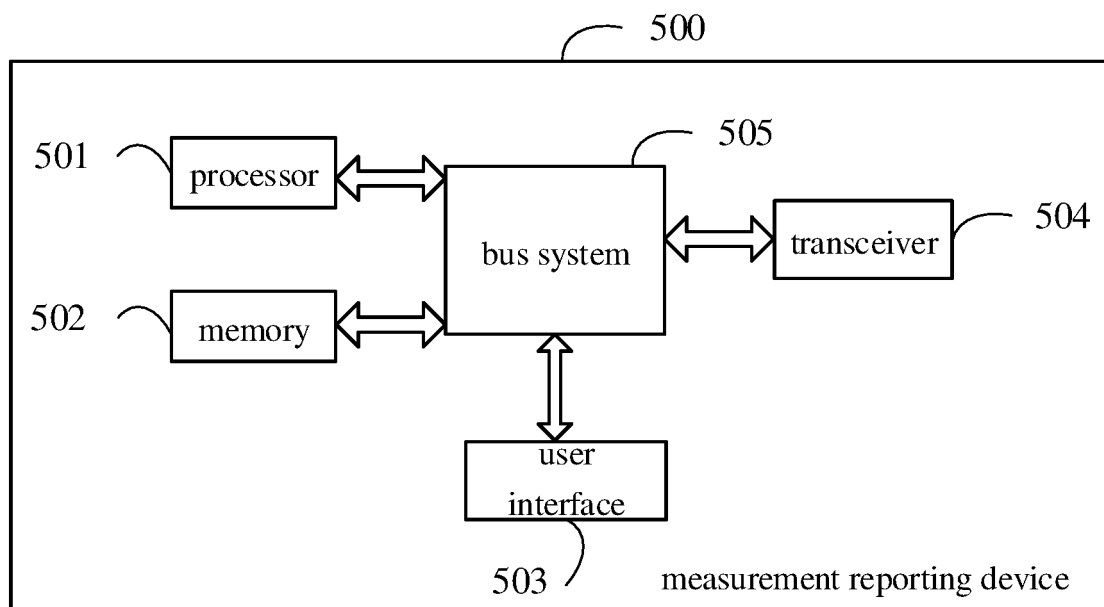 500
505
501
processor
504
transceiver
bus system
502
memory
user
interface
503
measurement reporting device